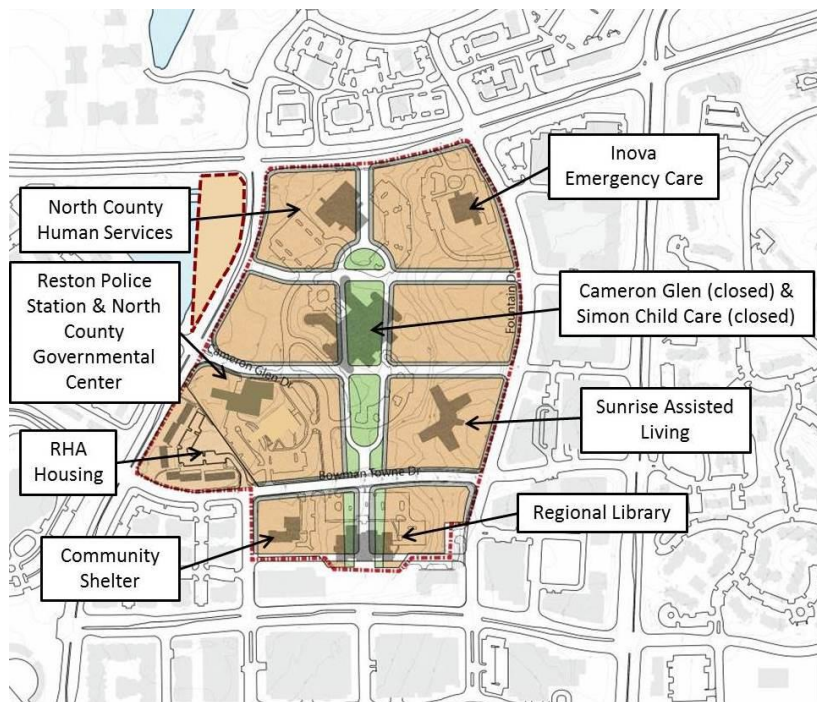 Inova
Emergency Care
North County
Human Services
Reston Police
Station & North
County
Governmental
Center
Cameron Glen (closed) &
Simon Child Care (closed)
Fountain D
Cameron Glen Dr
Sunrise Assisted
Living
RHA
Housing
Bowman Towne Dr
Regional Library
Community
Shelter